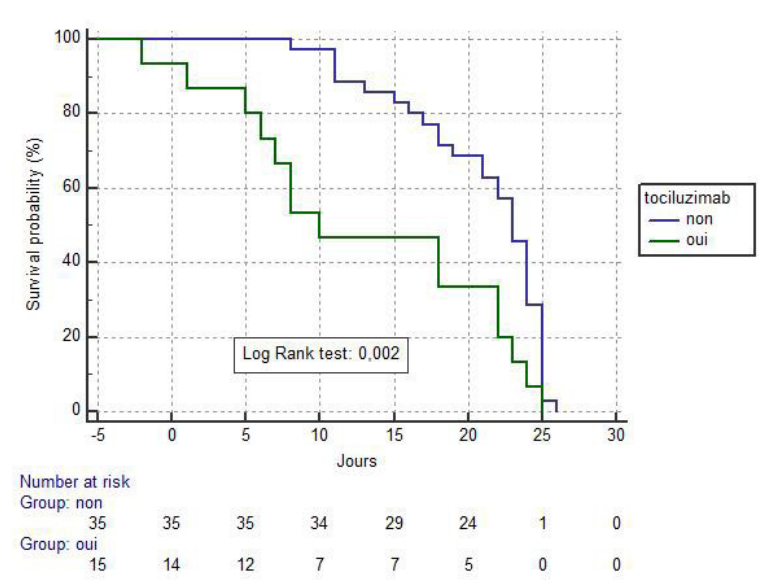 100
80
60
40
20
0
Survival probability (%)
Log Rank test: 0,002
-5 0 5 10 15 20 25 30
Jours
tociluzimab
non
oui
Number at risk
Group: non
35 35 35 34 29 24 1 0
Group: oui
15 14 12 7 7 5 0 0